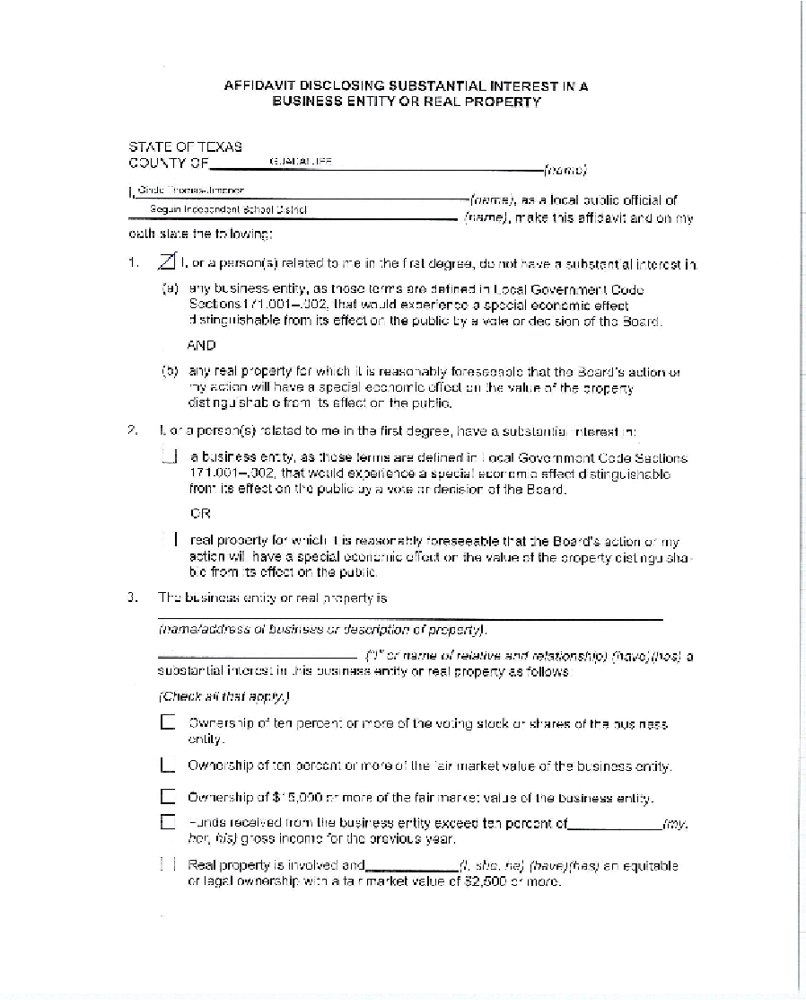 AFFIDAVIT DISCLOSING SUBSTANTIAL INTEREST IN A
BUSINESS ENTITY OR REAL PROPERTY
STATE OF TEXAS
COUNTY OF GUADALUPE (name)
I, Cinde Thomas-Jimenez (name), as a local public official of
Seguin Independent School District (name), make this affidavit and on my
oath state the following:
1. I, or a person(s) related to me in the first degree, do not have a substantial interest in:
(a) any business entity, as those terms are defined in Local Government Code
Sections 171.001–.002, that would experience a special economic effect
distinguishable from its effect on the public by a vote or decision of the Board.
AND
(b) any real property for which it is reasonably foreseeable that the Board's action or
my action will have a special economic effect on the value of the property
distinguishable from its effect on the public.
2. I, or a person(s) related to me in the first degree, have a substantial interest in:
a business entity, as those terms are defined in Local Government Code Sections
171.001–.002, that would experience a special economic effect distinguishable
from its effect on the public by a vote or decision of the Board.
OR
real property for which it is reasonably foreseeable that the Board's action or my
action will have a special economic effect on the value of the property distinguisha-
ble from its effect on the public.
3. The business entity or real property is
(name/address of business or description of property).
("I" or name of relative and relationship) (have)(has) a
substantial interest in this business entity or real property as follows:
(Check all that apply.)
Ownership of ten percent or more of the voting stock or shares of the business
entity.
Ownership of ten percent or more of the fair market value of the business entity.
Ownership of $15,000 or more of the fair market value of the business entity.
Funds received from the business entity exceed ten percent of (my,
her, his) gross income for the previous year.
Real property is involved and (I, she, he) (have)(has) an equitable
or legal ownership with a fair market value of $2,500 or more.